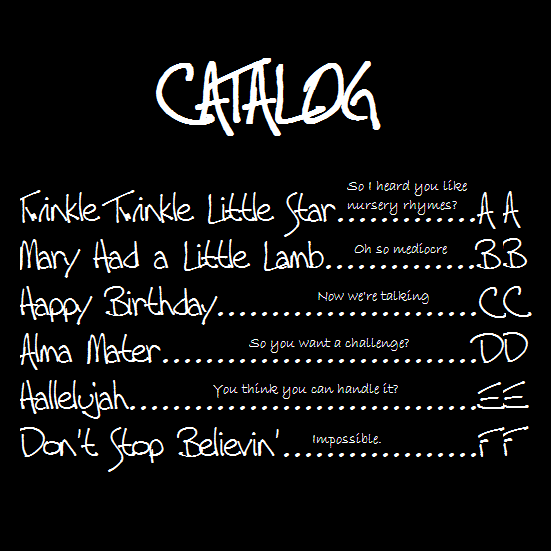 CATALOG
So I heard you like
nursery rhymes?
Twinkle Twinkle Little Star..............A A
Mary Had a Little Lamb...............B.B
Oh so mediocre
Happy Birthday..........................CC
Now we're talking
Alma Mater...............................DD
So you want a challenge?
Hallelujah..................................EE
You think you can handle it?
Don't Stop Believin'...................FF
Impossible.